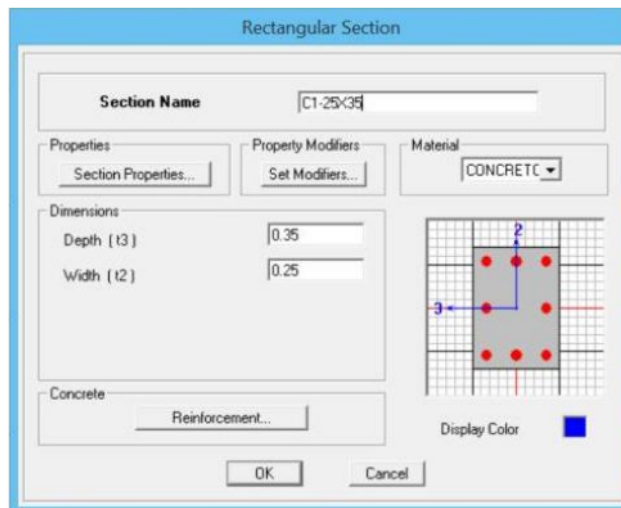 Rectangular Section
Section Name C1-25X35
Properties Property Modifiers Material
Section Properties... Set Modifiers... CONCRETC
Dimensions
Depth ( t3 ) 0.35
Width ( t2 ) 0.25
2
3
Concrete
Reinforcement...
Display Color
OK Cancel